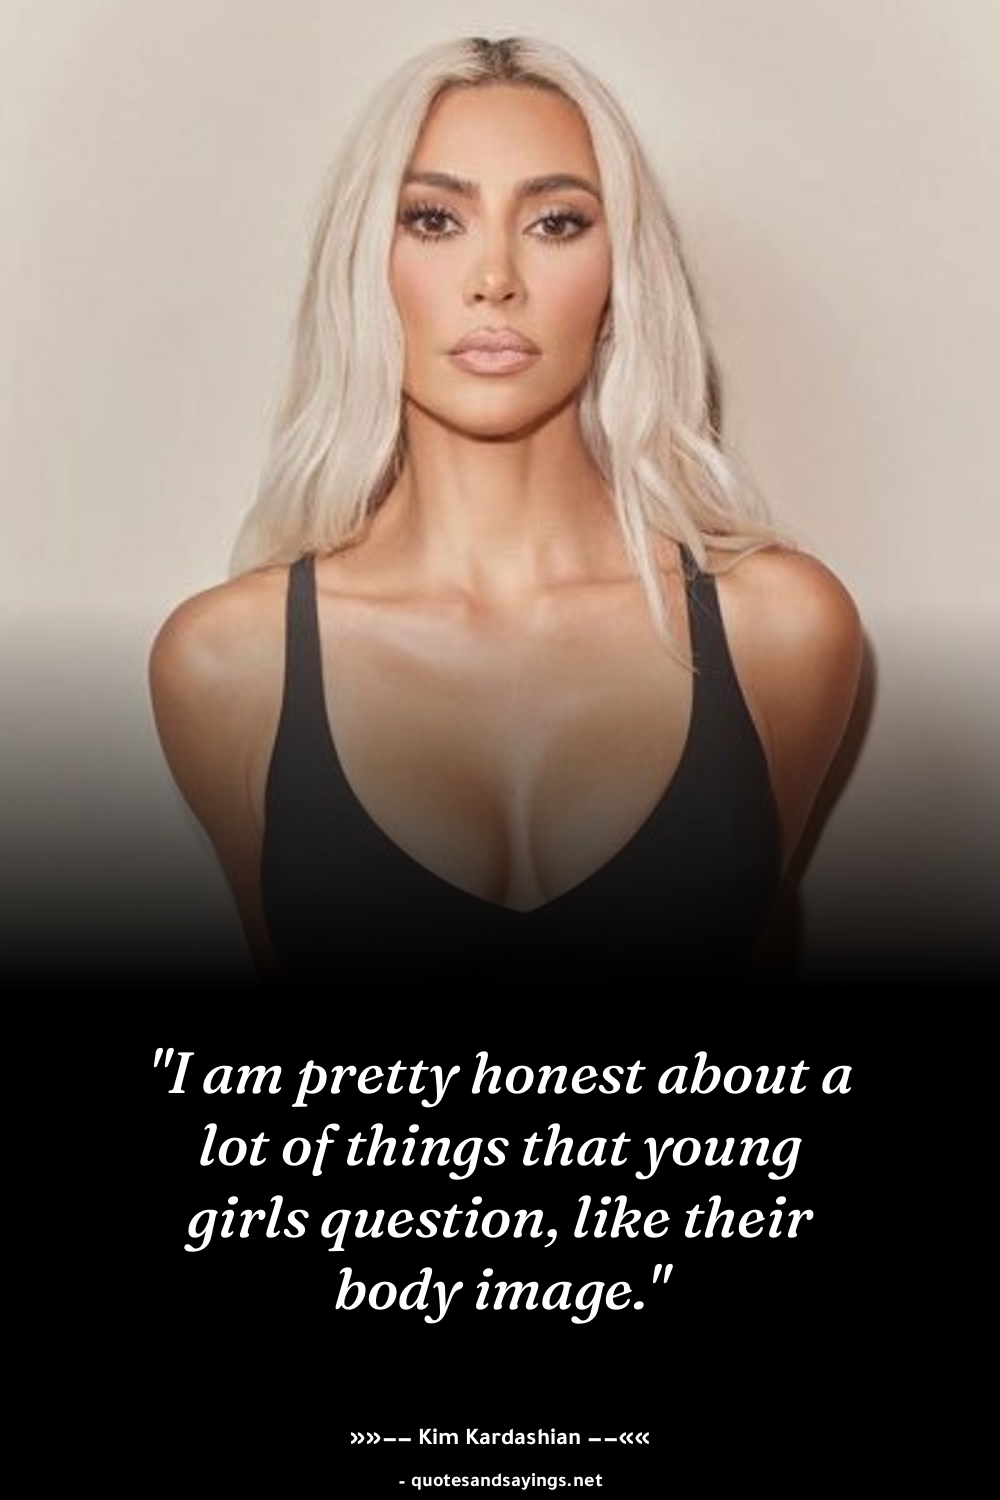 "I am pretty honest about a
lot of things that young
girls question, like their
body image."
»»–– Kim Kardashian ––««
- quotesandsayings.net